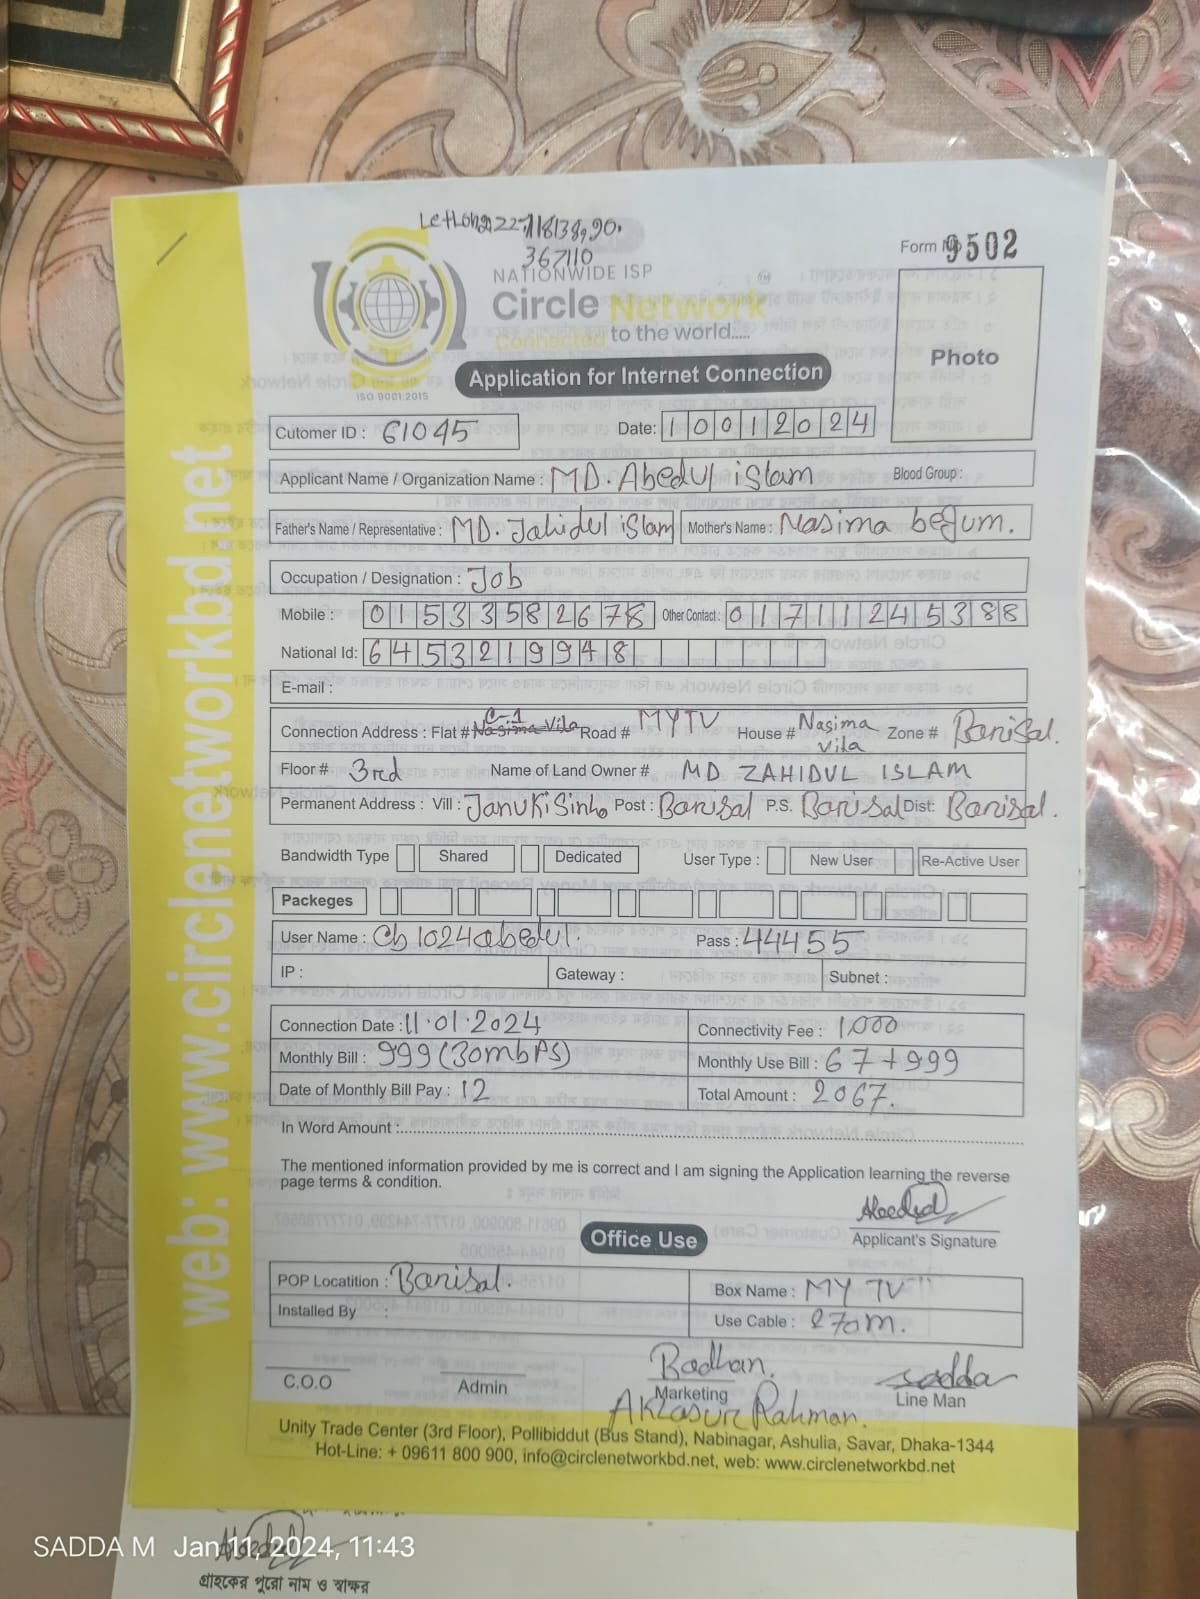 Form No 9502
367110
NATIONWIDE ISP
Circle Network
Connected to the world.....
ISO 9001:2015
Application for Internet Connection
Photo
Cutomer ID : 61045
Date: 10012024
Applicant Name / Organization Name : MD. Abedul islam Blood Group :
Father's Name / Representative : MD. Jahidul islam Mother's Name : Nasima begum.
Occupation / Designation : Job
Mobile : 01533582678 Other Contact : 01711245388
National Id: 6453219948
E-mail :
Connection Address : Flat # C-1 Nasima Vila Road # MYTV House # Nasima Vila Zone # Barisal.
Floor # 3rd Name of Land Owner # MD ZAHIDUL ISLAM
Permanent Address : Vill : Januki Sinho Post : Barisal P.S. Barisal Dist: Barisal.
Bandwidth Type Shared Dedicated User Type : New User Re-Active User
Packeges
User Name : Cb1024abedul. Pass : 44455
IP : Gateway : Subnet :
Connection Date : 11.01.2024 Connectivity Fee : 1,000
Monthly Bill : 999 (30mbPS) Monthly Use Bill : 67+999
Date of Monthly Bill Pay : 12 Total Amount : 2067.
In Word Amount :
The mentioned information provided by me is correct and I am signing the Application learning the reverse
page terms & condition.
Applicant's Signature
Office Use
POP Locatition : Barisal. Box Name : MY TV
Installed By : Use Cable : 270m.
C.O.O Admin Badhan. Marketing sadda Line Man
Rahman.
Unity Trade Center (3rd Floor), Pollibiddut (Bus Stand), Nabinagar, Ashulia, Savar, Dhaka-1344
Hot-Line: + 09611 800 900, info@circlenetworkbd.net, web: www.circlenetworkbd.net
web: www.circlenetworkbd.net
SADDA M Jan 11, 2024, 11:43
গ্রাহকের পুরো নাম ও স্বাক্ষর